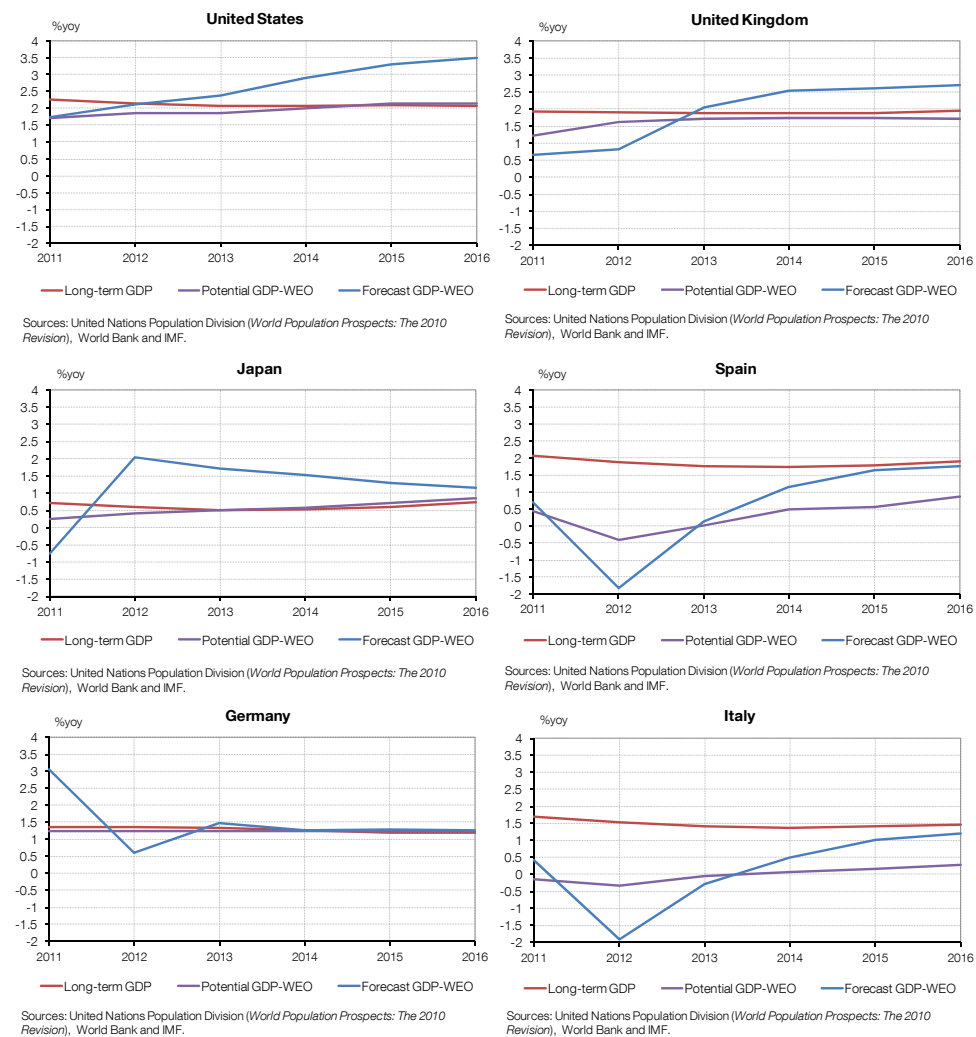 United States
%yoy
4
3.5
3
2.5
2
1.5
1
0.5
0
-0.5
-1
-1.5
-2
2011 2012 2013 2014 2015 2016
Long-term GDP Potential GDP-WEO Forecast GDP-WEO
Sources: United Nations Population Division (World Population Prospects: The 2010
Revision), World Bank and IMF.
United Kingdom
%yoy
4
3.5
3
2.5
2
1.5
1
0.5
0
-0.5
-1
-1.5
-2
2011 2012 2013 2014 2015 2016
Long-term GDP Potential GDP-WEO Forecast GDP-WEO
Sources: United Nations Population Division (World Population Prospects: The 2010
Revision), World Bank and IMF.
Japan
%yoy
4
3.5
3
2.5
2
1.5
1
0.5
0
-0.5
-1
-1.5
-2
2011 2012 2013 2014 2015 2016
Long-term GDP Potential GDP-WEO Forecast GDP-WEO
Sources: United Nations Population Division (World Population Prospects: The 2010
Revision), World Bank and IMF.
Spain
%yoy
4
3.5
3
2.5
2
1.5
1
0.5
0
-0.5
-1
-1.5
-2
2011 2012 2013 2014 2015 2016
Long-term GDP Potential GDP-WEO Forecast GDP-WEO
Sources: United Nations Population Division (World Population Prospects: The 2010
Revision), World Bank and IMF.
Germany
%yoy
4
3.5
3
2.5
2
1.5
1
0.5
0
-0.5
-1
-1.5
-2
2011 2012 2013 2014 2015 2016
Long-term GDP Potential GDP-WEO Forecast GDP-WEO
Sources: United Nations Population Division (World Population Prospects: The 2010
Revision), World Bank and IMF.
Italy
%yoy
4
3.5
3
2.5
2
1.5
1
0.5
0
-0.5
-1
-1.5
-2
2011 2012 2013 2014 2015 2016
Long-term GDP Potential GDP-WEO Forecast GDP-WEO
Sources: United Nations Population Division (World Population Prospects: The 2010
Revision), World Bank and IMF.